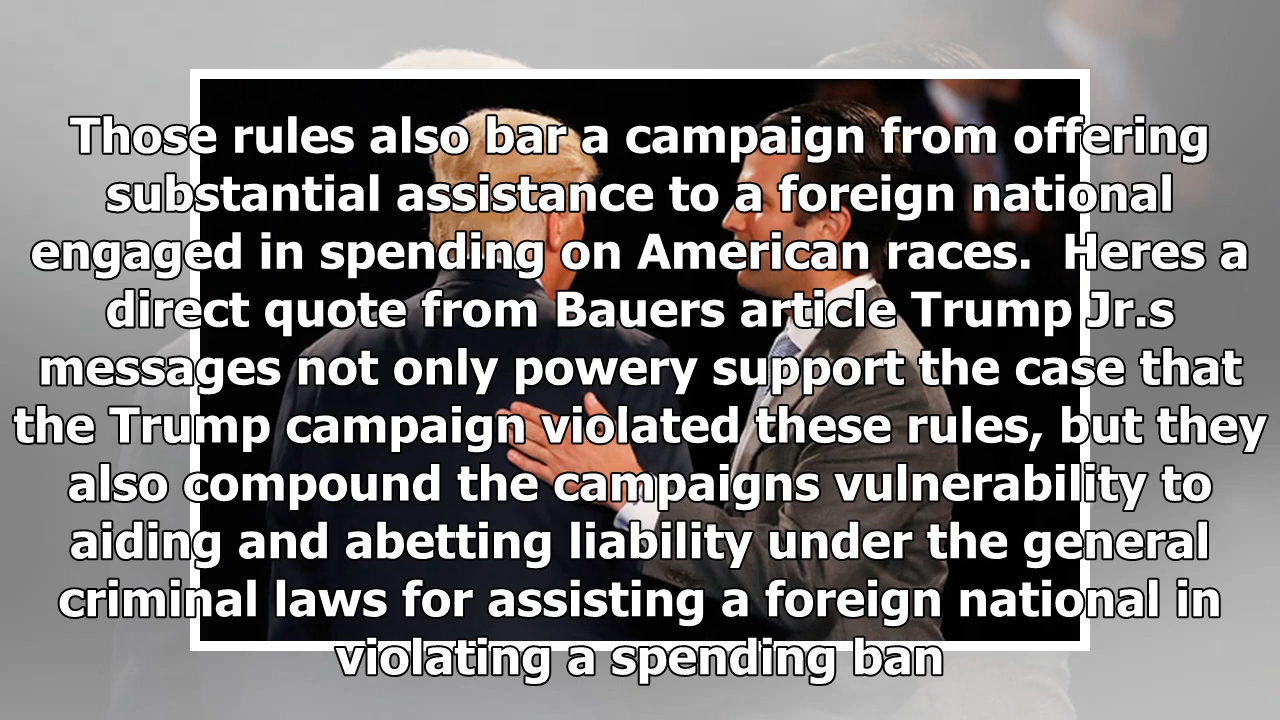 Those rules also bar a campaign from offering
substantial assistance to a foreign national
engaged in spending on American races.  Heres a
direct quote from Bauers article Trump Jr.s
messages not only powery support the case that
the Trump campaign violated these rules, but they
also compound the campaigns vulnerability to
aiding and abetting liability under the general
criminal laws for assisting a foreign national in
violating a spending ban